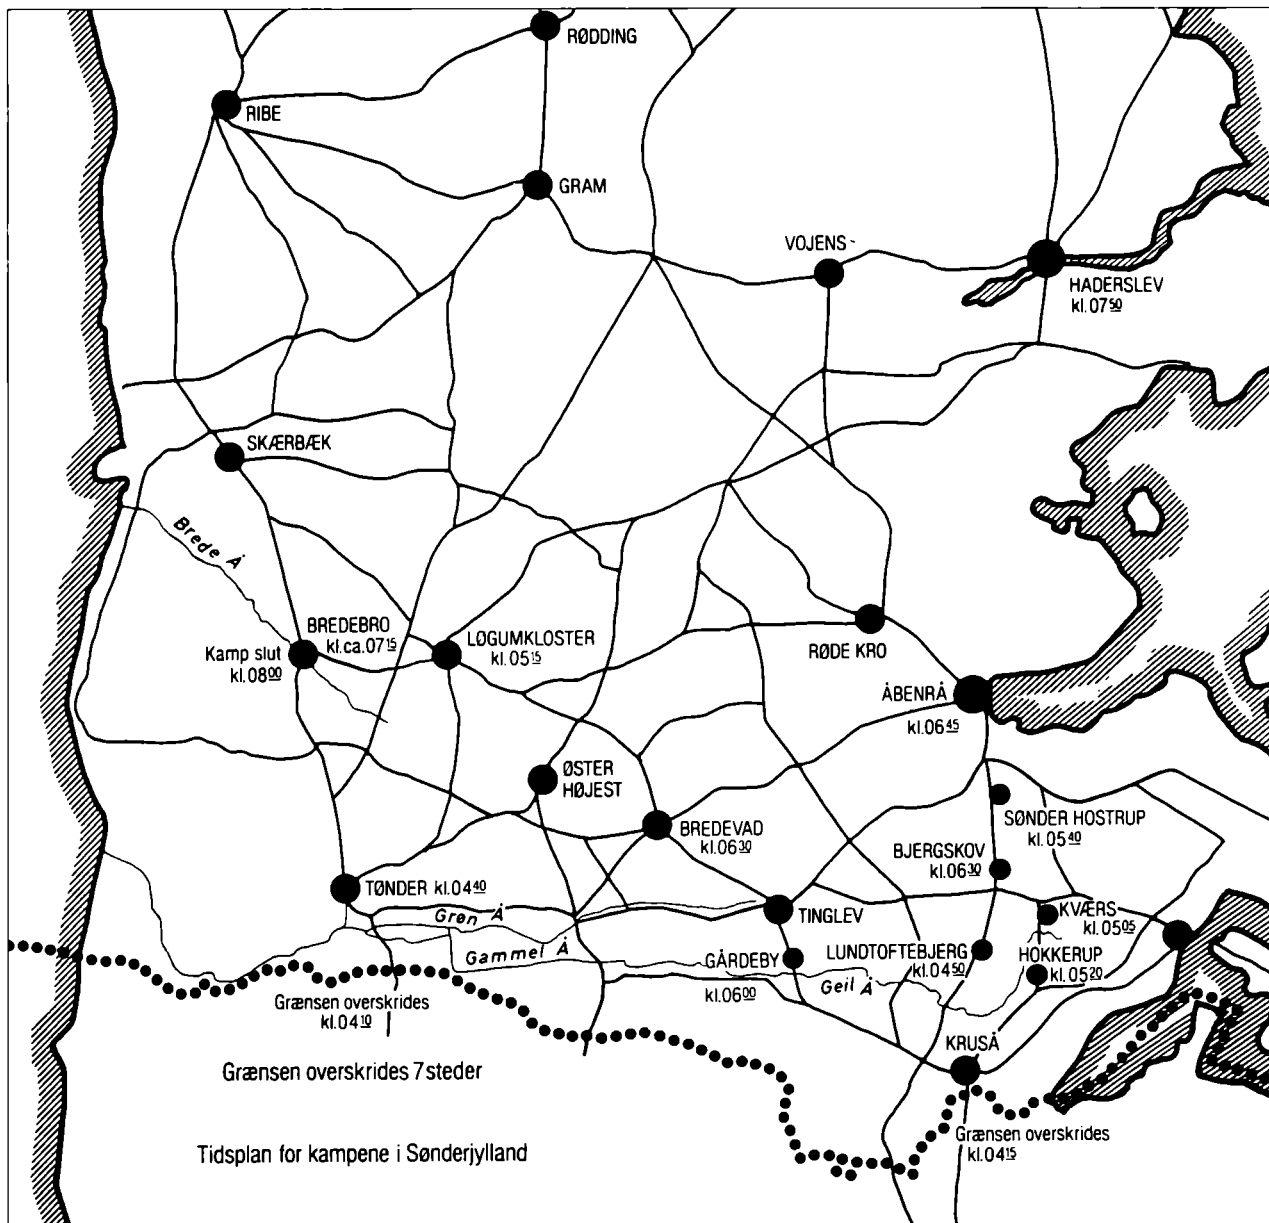 RØDDING
RIBE
GRAM
VOJENS
HADERSLEV
kl.07 50
SKÆRBÆK
Brede Å
BREDEBRO
kl.ca.07 15
Kamp slut
kl.08 00
LØGUMKLOSTER
kl.05 15
RØDE KRO
ÅBENRÅ
kl.06 45
ØSTER
HØJEST
BREDEVAD
kl.06 30
SØNDER HOSTRUP
kl.05 40
BJERGSKOV
kl.06 30
TØNDER kl.04 40
Grøn Å
Gammel Å
TINGLEV
KVÆRS
kl.05 05
GÅRDEBY
kl.06 00
LUNDTOFTEBJERG
kl.04 50
HOKKERUP
kl.05 20
Geil Å
Grænsen overskrides
kl.04 10
KRUSÅ
Grænsen overskrides 7 steder
Grænsen overskrides
kl.04 15
Tidsplan for kampene i Sønderjylland